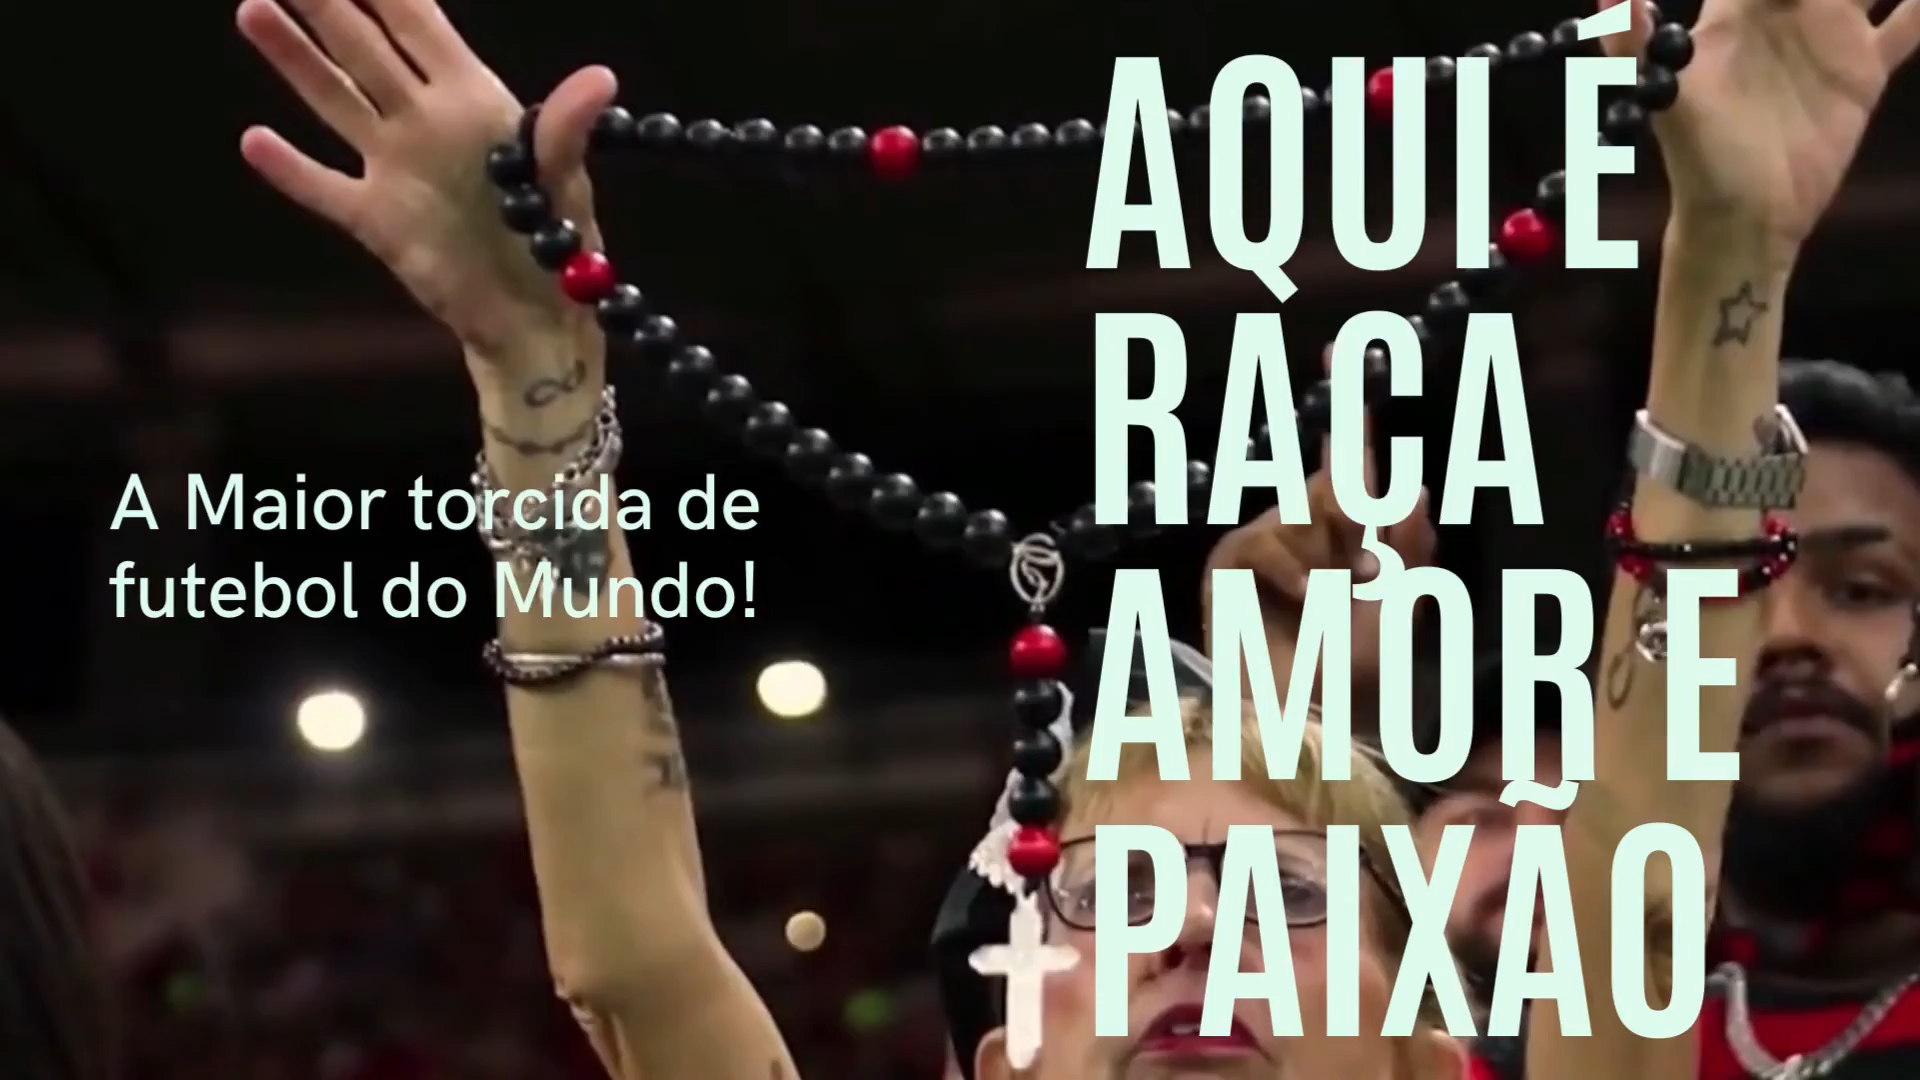 A Maior torcida de
futebol do Mundo!
AQUI É
RAÇA
AMOR E
PAIXÃO